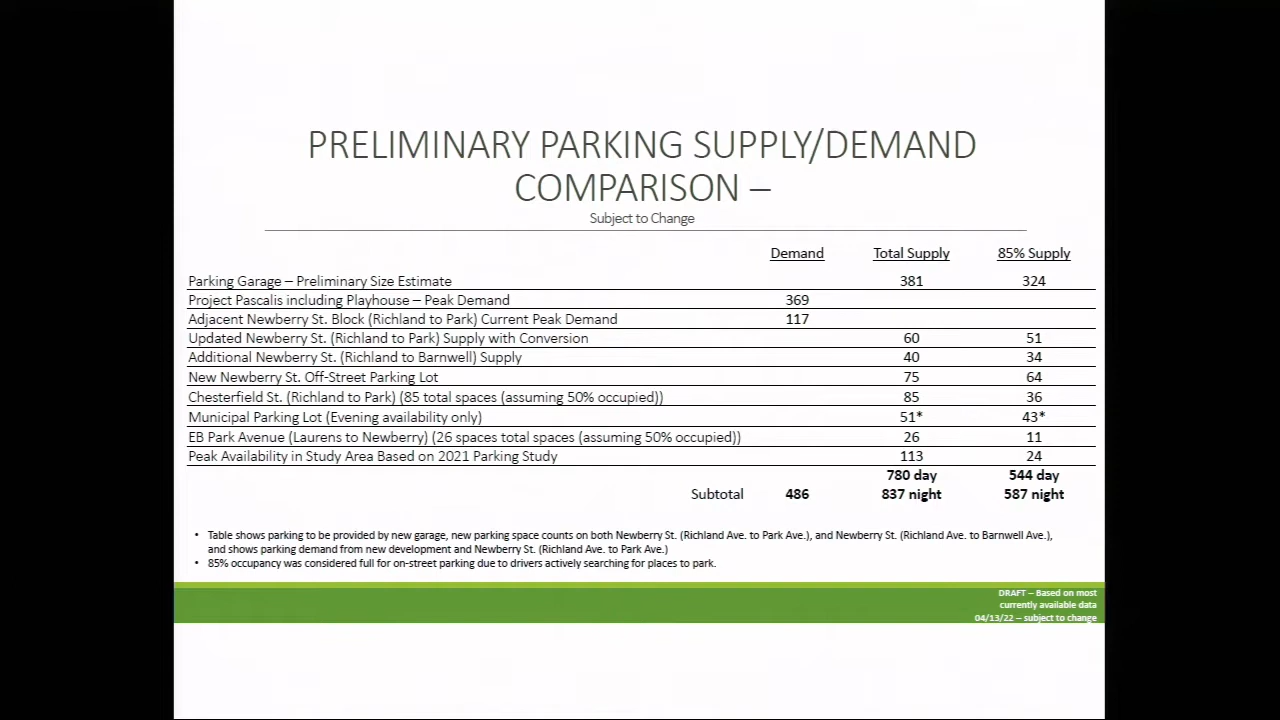 PRELIMINARY PARKING SUPPLY/DEMAND
COMPARISON –
Subject to Change
Demand Total Supply 85% Supply
Parking Garage – Preliminary Size Estimate 381 324
Project Pascalis including Playhouse – Peak Demand 369
Adjacent Newberry St. Block (Richland to Park) Current Peak Demand 117
Updated Newberry St. (Richland to Park) Supply with Conversion 60 51
Additional Newberry St. (Richland to Barnwell) Supply 40 34
New Newberry St. Off-Street Parking Lot 75 64
Chesterfield St. (Richland to Park) (85 total spaces (assuming 50% occupied)) 85 36
Municipal Parking Lot (Evening availability only) 51* 43*
EB Park Avenue (Laurens to Newberry) (26 spaces total spaces (assuming 50% occupied)) 26 11
Peak Availability in Study Area Based on 2021 Parking Study 113 24
780 day 544 day
Subtotal 486 837 night 587 night
• Table shows parking to be provided by new garage, new parking space counts on both Newberry St. (Richland Ave. to Park Ave.), and Newberry St. (Richland Ave. to Barnwell Ave.),
and shows parking demand from new development and Newberry St. (Richland Ave. to Park Ave.)
• 85% occupancy was considered full for on-street parking due to drivers actively searching for places to park.
DRAFT – Based on most
currently available data
04/13/22 – subject to change